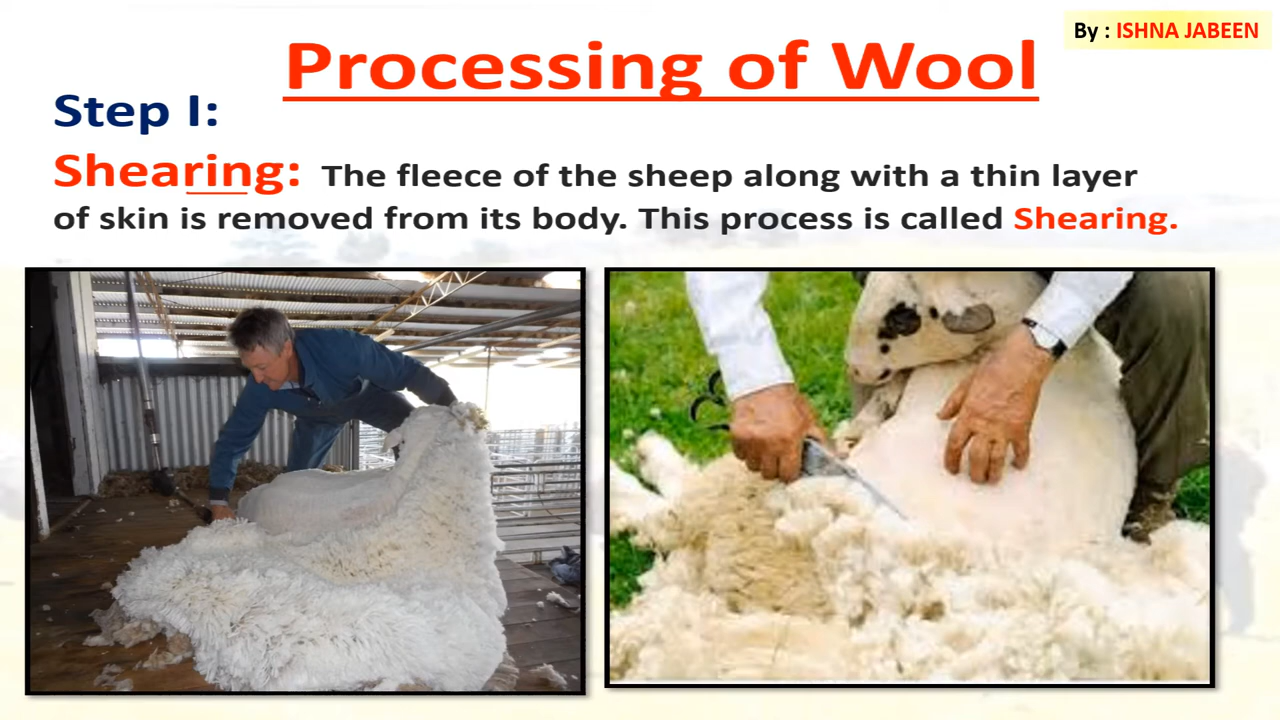 By : ISHNA JABEEN
Processing of Wool
Step I:
Shearing: The fleece of the sheep along with a thin layer
of skin is removed from its body. This process is called Shearing.